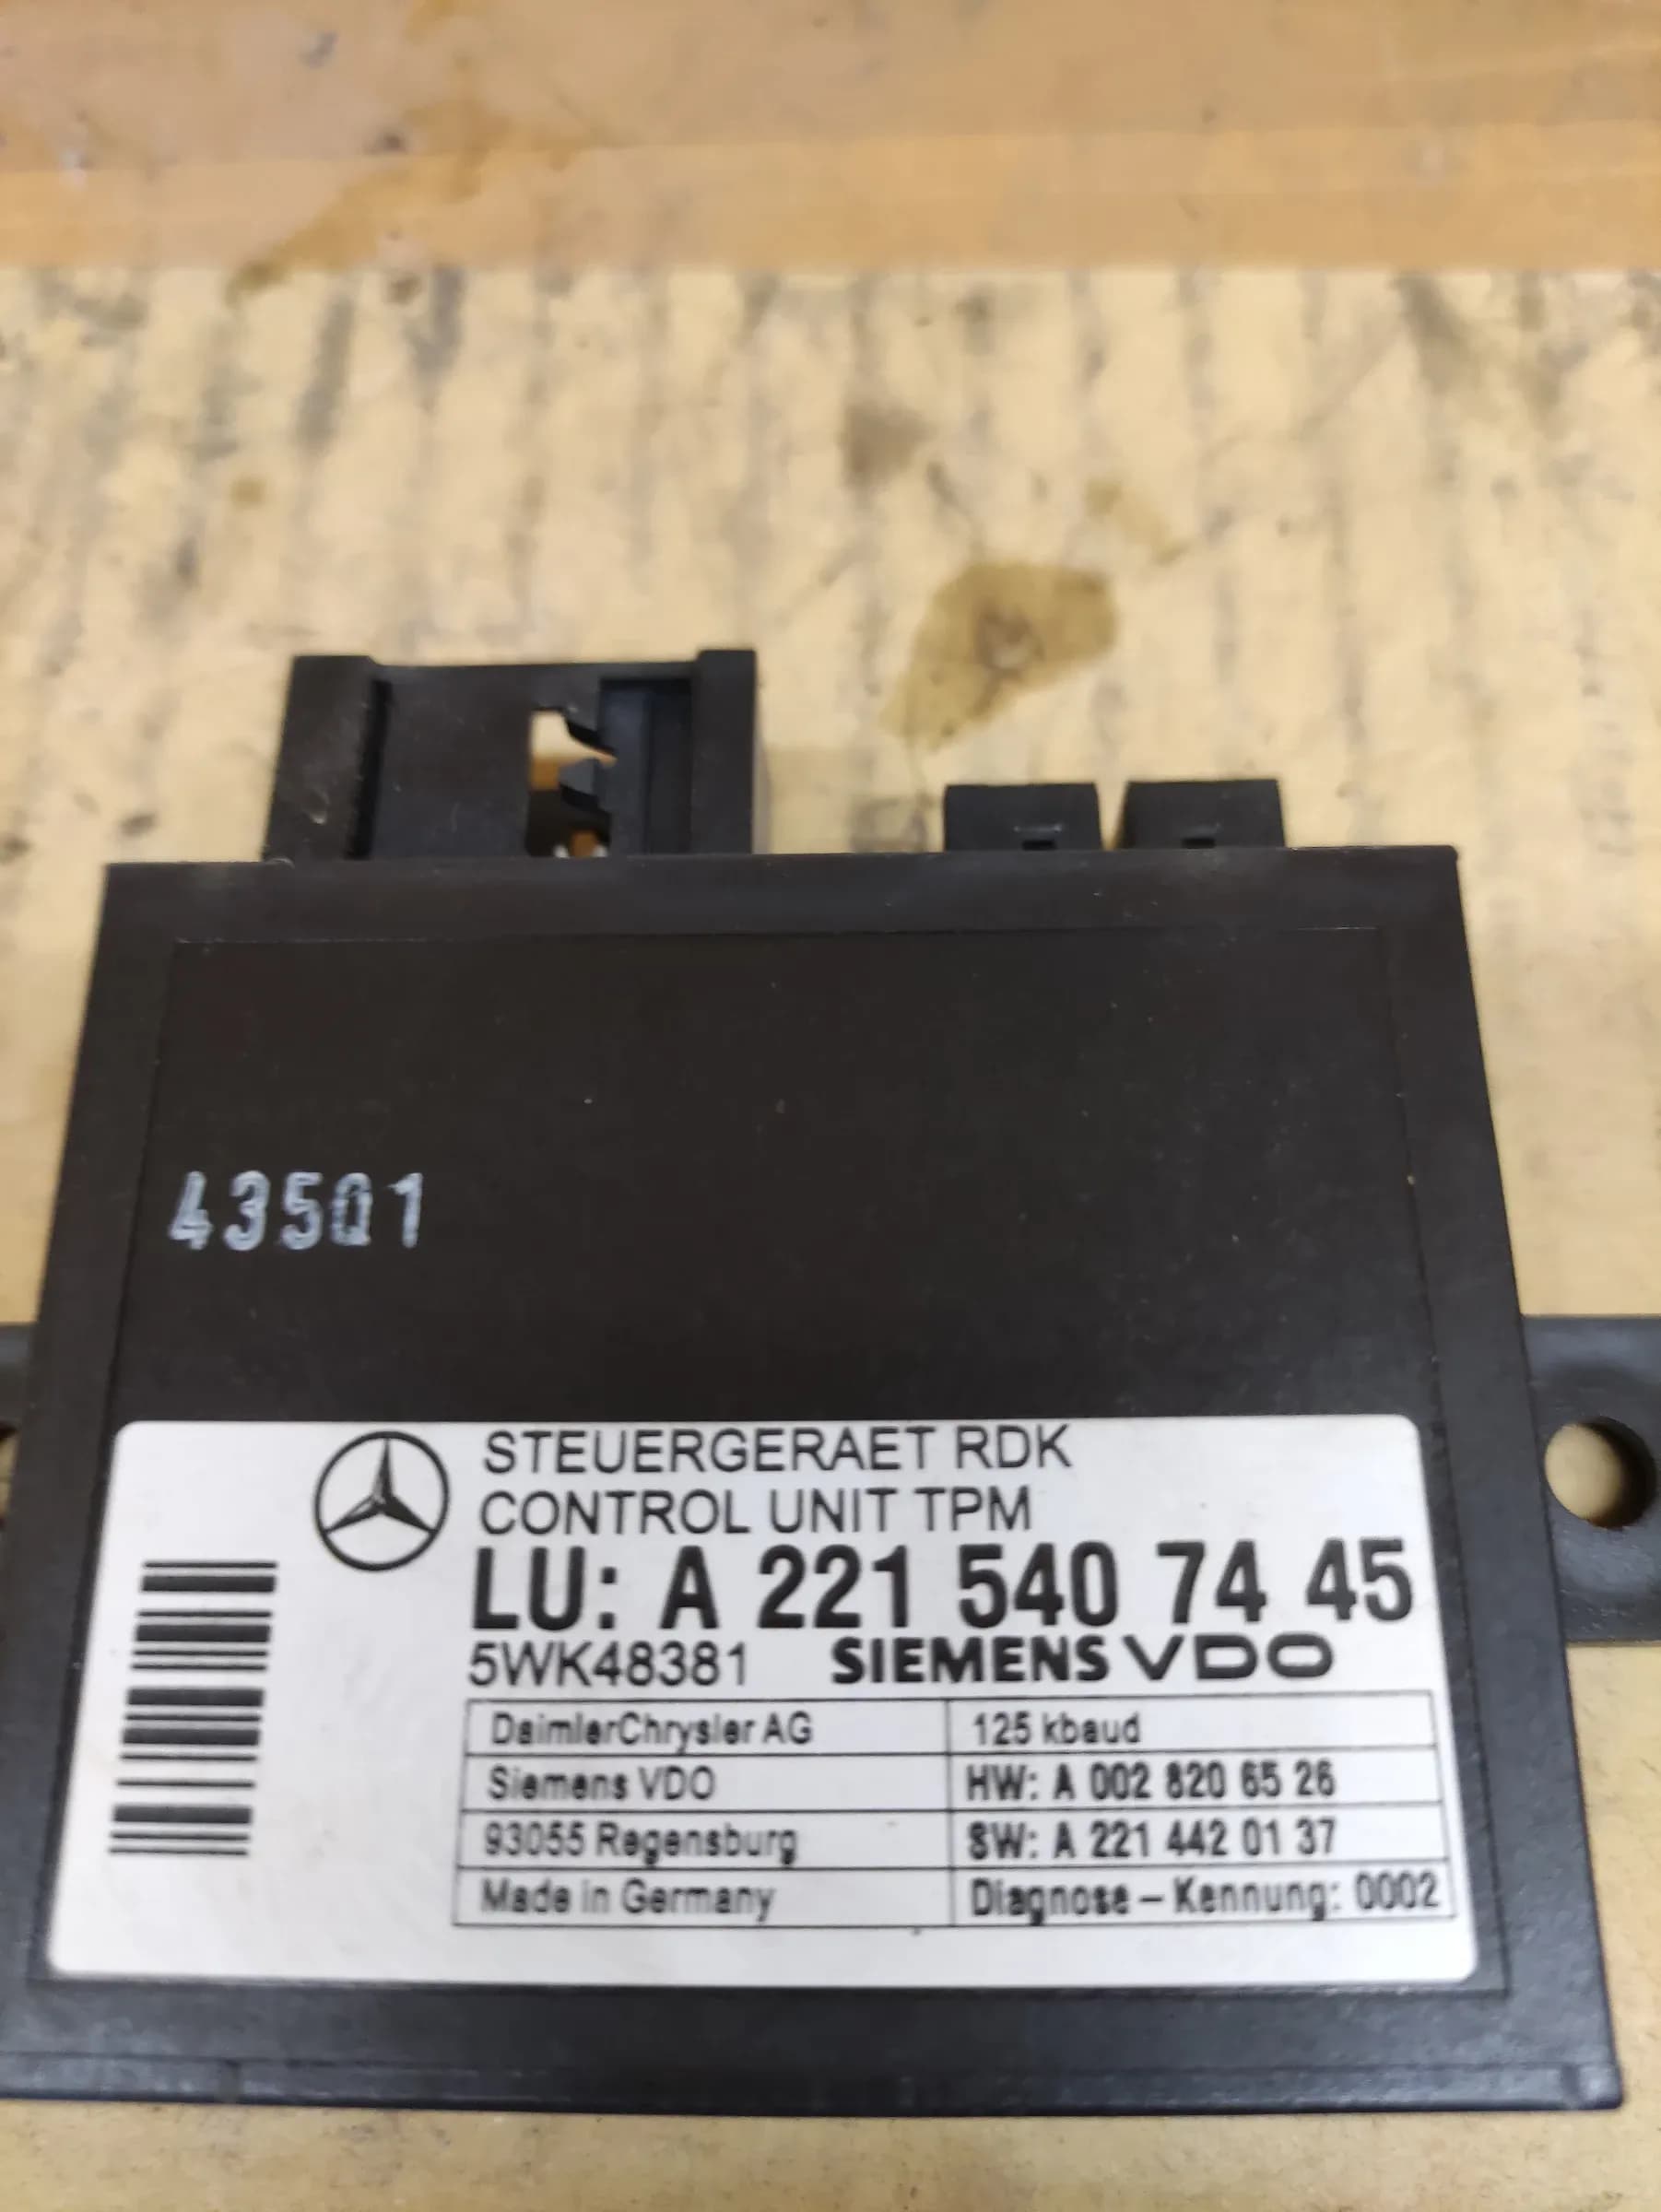 43501
STEUERGERAET RDK
CONTROL UNIT TPM
LU: A 221 540 74 45
5WK48381 SIEMENS VDO
DaimlerChrysler AG 125 kbaud
Siemens VDO HW: A 002 820 65 26
93055 Regensburg SW: A 221 442 01 37
Made in Germany Diagnose – Kennung: 0002